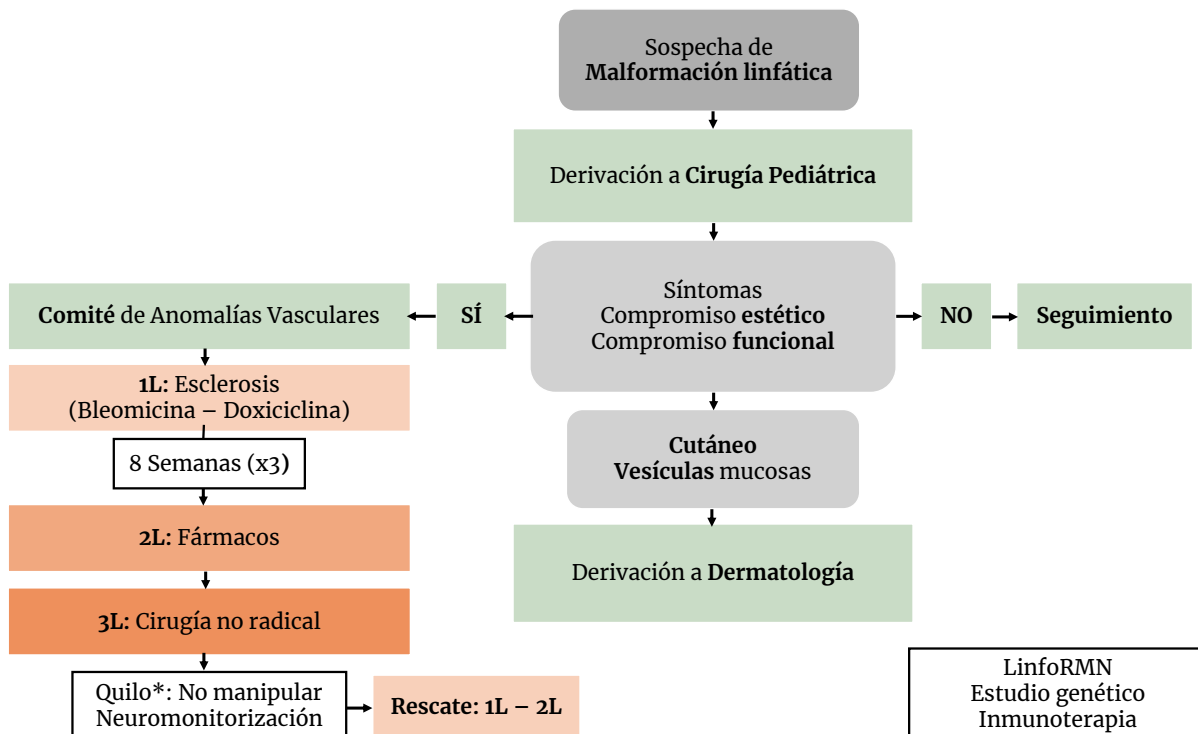 Sospecha de
Malformación linfática
Derivación a Cirugía Pediátrica
Síntomas
Compromiso estético
Compromiso funcional
SÍ
Comité de Anomalías Vasculares
NO
Seguimiento
1L: Esclerosis
(Bleomicina – Doxiciclina)
8 Semanas (x3)
2L: Fármacos
3L: Cirugía no radical
Quilo*: No manipular
Neuromonitorización
Rescate: 1L – 2L
Cutáneo
Vesículas mucosas
Derivación a Dermatología
LinfoRMN
Estudio genético
Inmunoterapia